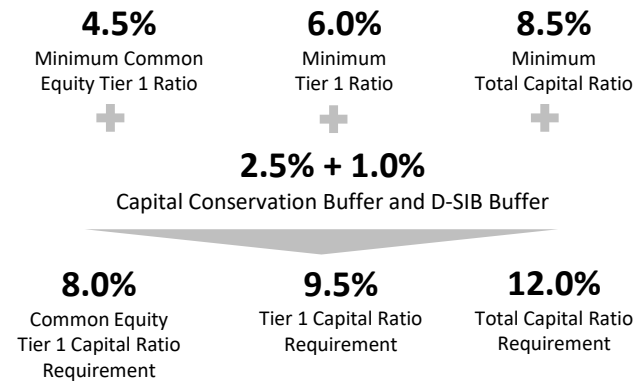 4.5%
Minimum Common
Equity Tier 1 Ratio
6.0%
Minimum
Tier 1 Ratio
8.5%
Minimum
Total Capital Ratio
2.5% + 1.0%
Capital Conservation Buffer and D-SIB Buffer
8.0%
Common Equity
Tier 1 Capital Ratio
Requirement
9.5%
Tier 1 Capital Ratio
Requirement
12.0%
Total Capital Ratio
Requirement